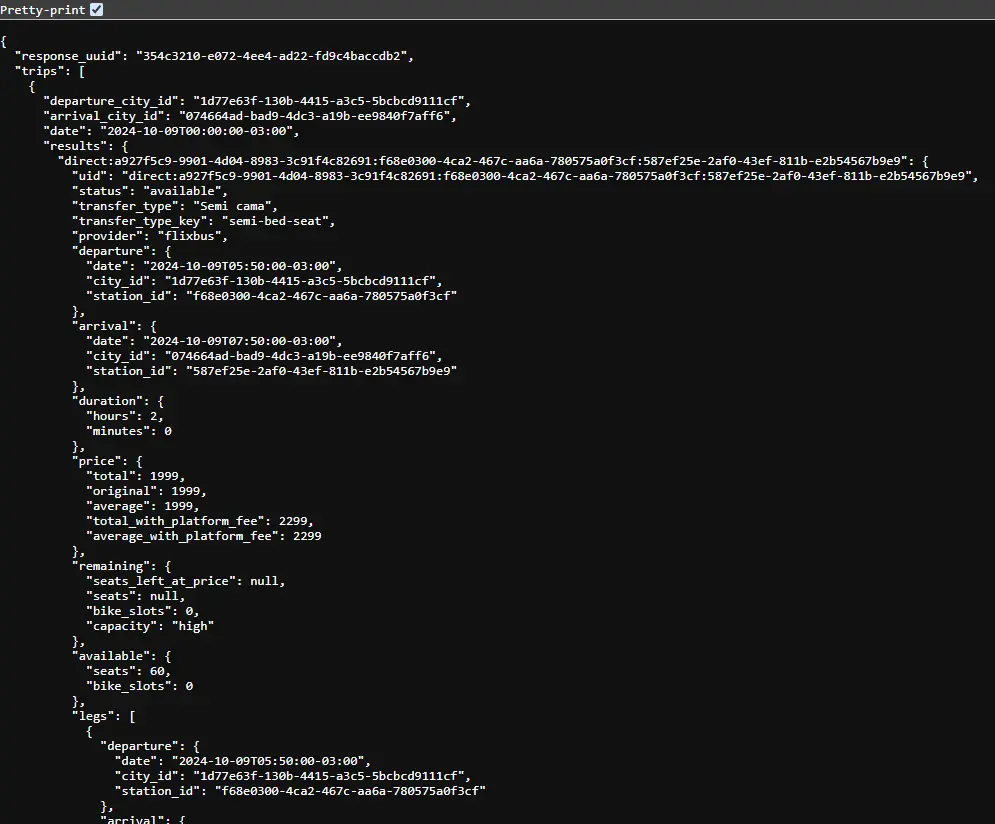 Pretty-print
{
"response_uuid": "354c3210-e072-4ee4-ad22-fd9c4baccdb2",
"trips": [
{
"departure_city_id": "1d77e63f-130b-4415-a3c5-5bcbcd9111cf",
"arrival_city_id": "074664ad-bad9-4dc3-a19b-ee9840f7aff6",
"date": "2024-10-09T00:00:00-03:00",
"results": {
"direct:a927f5c9-9901-4d04-8983-3c91f4c82691:f68e0300-4ca2-467c-aa6a-780575a0f3cf:587ef25e-2af0-43ef-811b-e2b54567b9e9": {
"uid": "direct:a927f5c9-9901-4d04-8983-3c91f4c82691:f68e0300-4ca2-467c-aa6a-780575a0f3cf:587ef25e-2af0-43ef-811b-e2b54567b9e9",
"status": "available",
"transfer_type": "Semi cama",
"transfer_type_key": "semi-bed-seat",
"provider": "flixbus",
"departure": {
"date": "2024-10-09T05:50:00-03:00",
"city_id": "1d77e63f-130b-4415-a3c5-5bcbcd9111cf",
"station_id": "f68e0300-4ca2-467c-aa6a-780575a0f3cf"
},
"arrival": {
"date": "2024-10-09T07:50:00-03:00",
"city_id": "074664ad-bad9-4dc3-a19b-ee9840f7aff6",
"station_id": "587ef25e-2af0-43ef-811b-e2b54567b9e9"
},
"duration": {
"hours": 2,
"minutes": 0
},
"price": {
"total": 1999,
"original": 1999,
"average": 1999,
"total_with_platform_fee": 2299,
"average_with_platform_fee": 2299
},
"remaining": {
"seats_left_at_price": null,
"seats": null,
"bike_slots": 0,
"capacity": "high"
},
"available": {
"seats": 60,
"bike_slots": 0
},
"legs": [
{
"departure": {
"date": "2024-10-09T05:50:00-03:00",
"city_id": "1d77e63f-130b-4415-a3c5-5bcbcd9111cf",
"station_id": "f68e0300-4ca2-467c-aa6a-780575a0f3cf"
},
"arrival": {